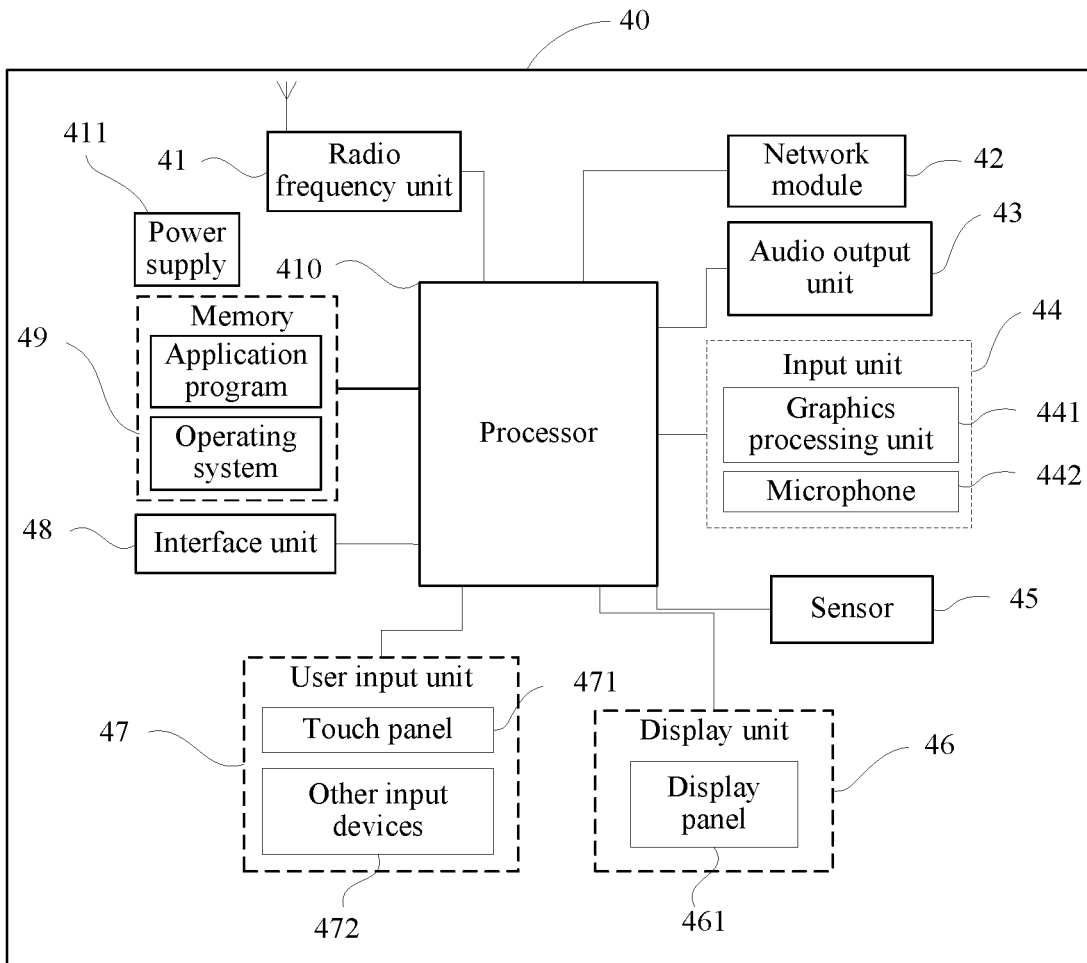 40
411
41
Radio
frequency unit
Network
module
42
Power
supply
43
Audio output
unit
410
Memory
49
Application
program
Operating
system
Processor
44
Input unit
Graphics
processing unit
441
Microphone
442
48
Interface unit
Sensor
45
User input unit
471
47
Touch panel
Other input
devices
472
Display unit
46
Display
panel
461